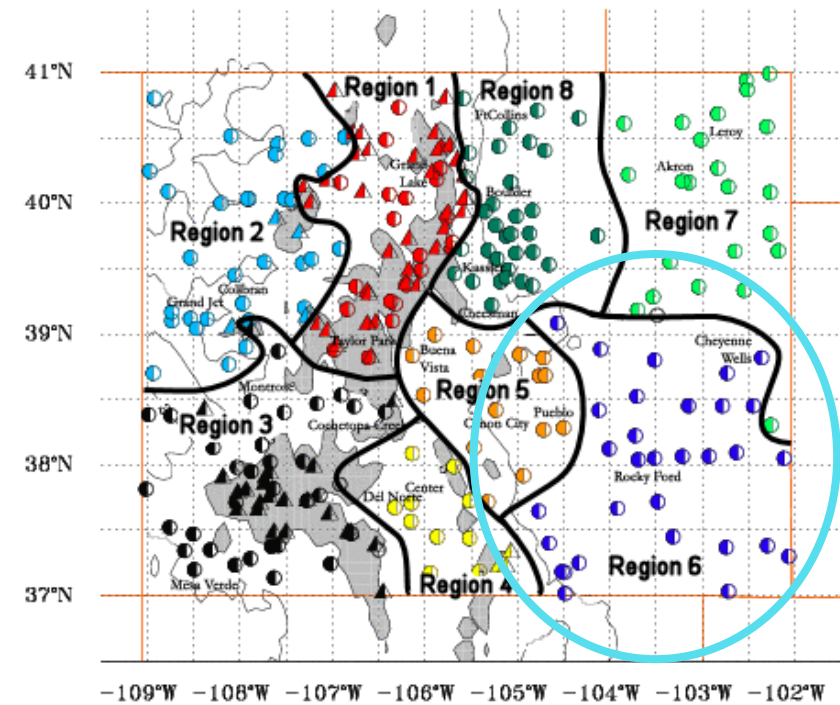 41°N
Region 1
Region 8
FtCollins
Leroy
Grand
Lake
Akron
40°N
Boulder
Region 2
Region 7
Kassler
Collbran
Grand Jct
Cheesman
39°N
Taylor Park
Buena
Vista
Cheyenne
Wells
Montrose
Region 5
Region 3
Cochetopa Creek
Canon City
Pueblo
38°N
Rocky Ford
Del Norte
Center
Mesa Verde
Region 4
Region 6
37°N
-109°W -108°W -107°W -106°W -105°W -104°W -103°W -102°W